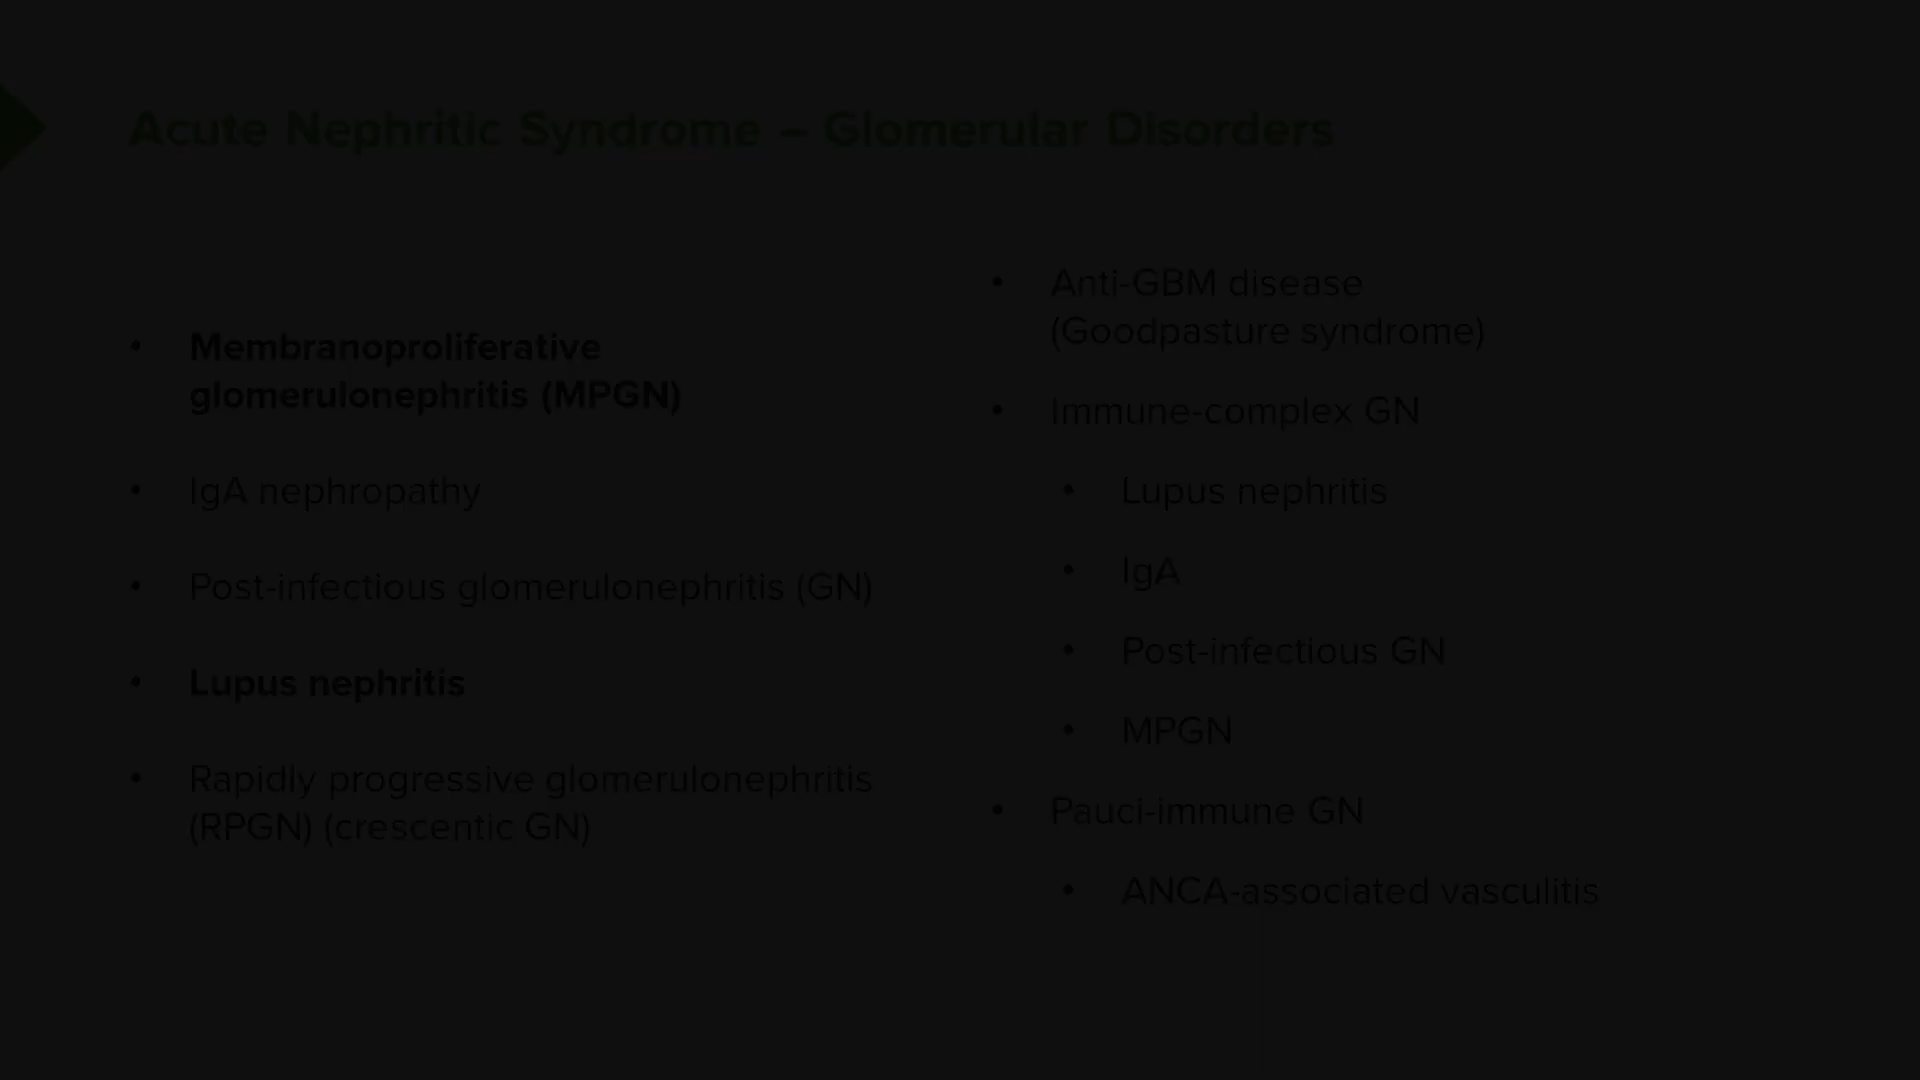 Acute Nephritic Syndrome – Glomerular Disorders
• Membranoproliferative
glomerulonephritis (MPGN)
• IgA nephropathy
• Post-infectious glomerulonephritis (GN)
• Lupus nephritis
• Rapidly progressive glomerulonephritis
(RPGN) (crescentic GN)
• Anti-GBM disease
(Goodpasture syndrome)
• Immune-complex GN
• Lupus nephritis
• IgA
• Post-infectious GN
• MPGN
• Pauci-immune GN
• ANCA-associated vasculitis